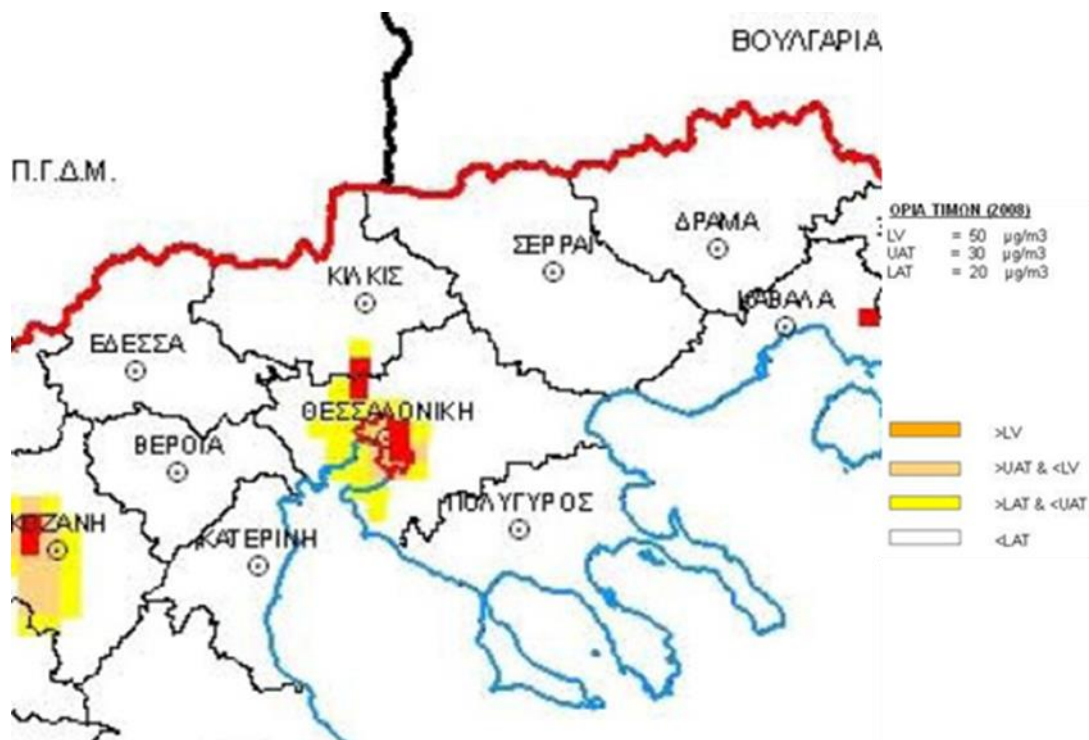 ΒΟΥΛΓΑΡΙΑ
Π.Γ.Δ.Μ.
ΔΡΑΜΑ
ΣΕΡΡΑΙ
ΚΙΛΚΙΣ
ΚΑΒΑΛΑ
ΕΔΕΣΣΑ
ΘΕΣΣΑΛΟΝΙΚΗ
ΒΕΡΟΙΑ
ΠΟΛΥΓΥΡΟΣ
ΚΟΖΑΝΗ
ΚΑΤΕΡΙΝΗ
ΟΡΙΑ ΤΙΜΩΝ (2008)
LV = 50 μg/m3
UAT = 30 μg/m3
LAT = 20 μg/m3
>LV
>UAT & <LV
>LAT & <UAT
<LAT